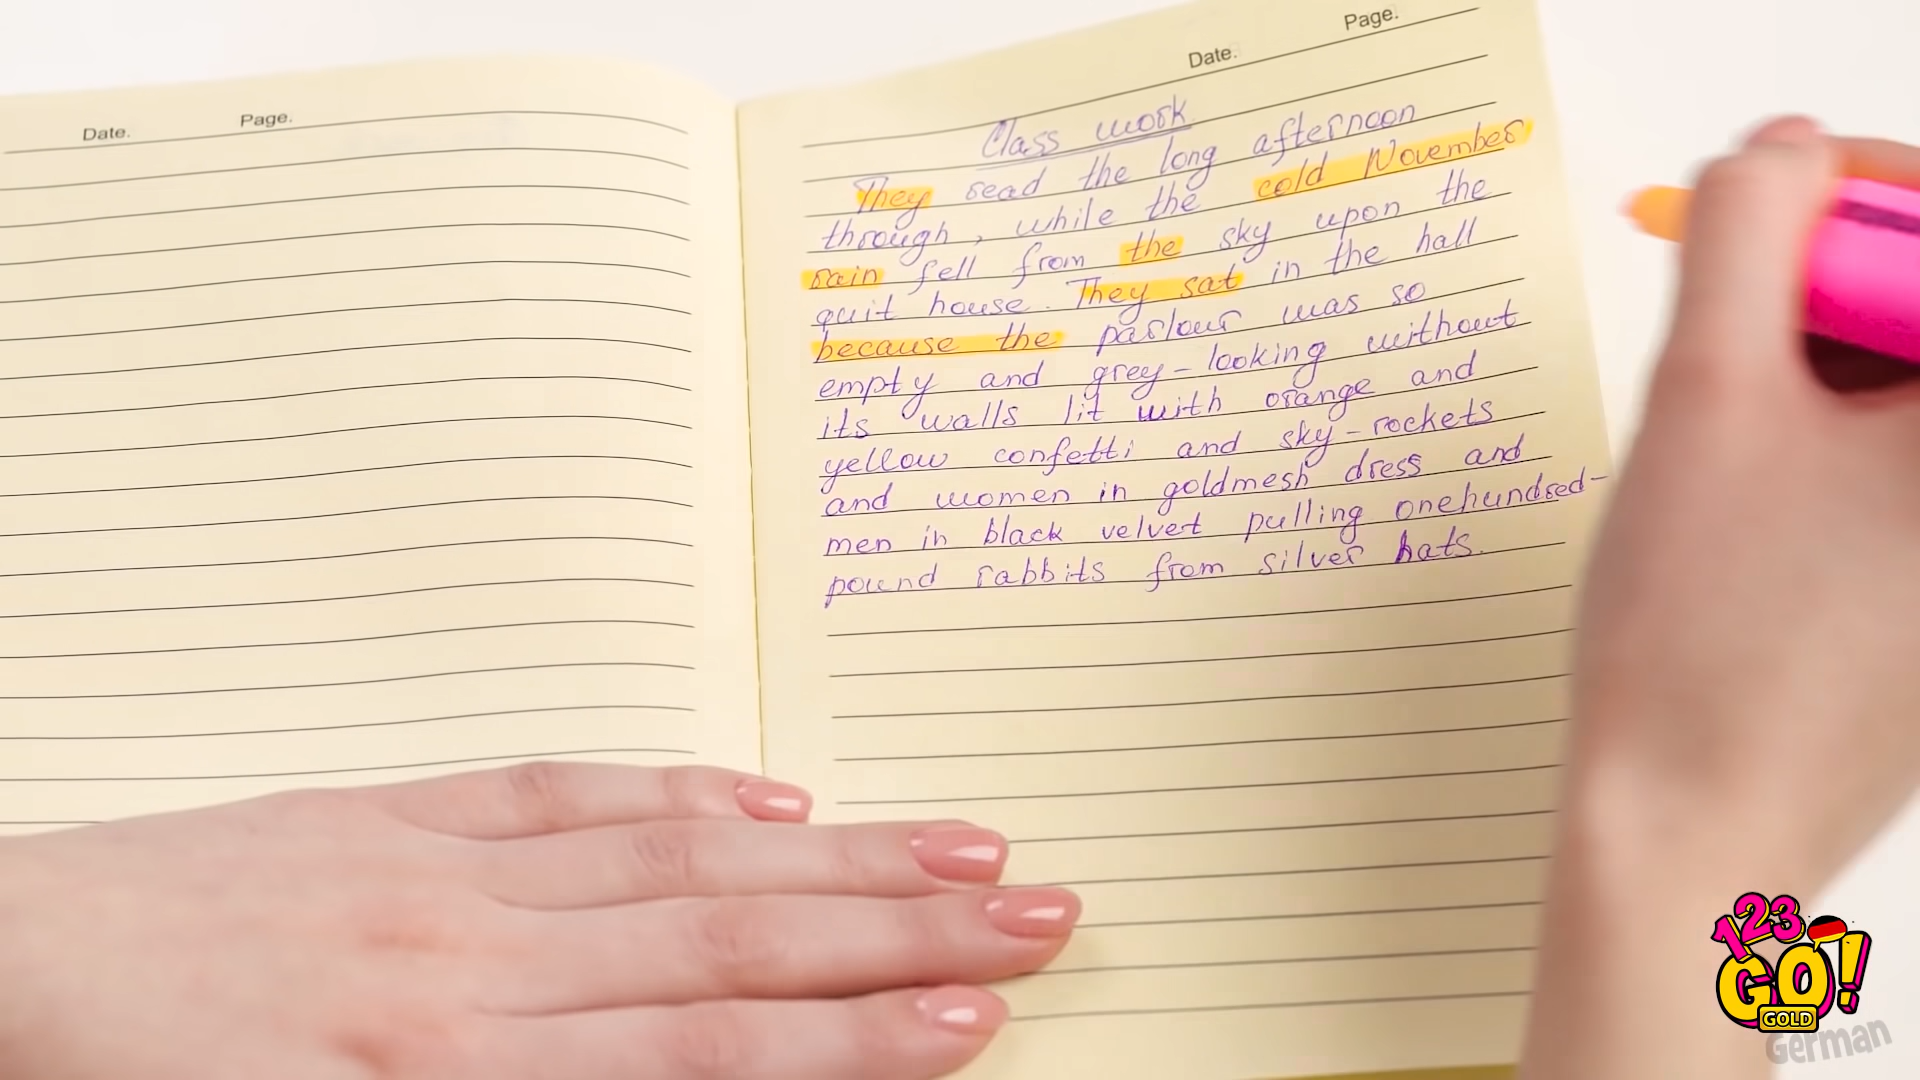 Date.
Page.
Date.
Page.
Class work
They read the long afternoon
through, while the cold November
rain fell from the sky upon the
quit house. They sat in the hall
because the parlour was so
empty and grey-looking without
its walls lit with orange and
yellow confetti and sky-rockets
and women in goldmesh dress and
men in black velvet pulling onehundred-
pound rabbits from silver hats.
123
GO!
GOLD
German